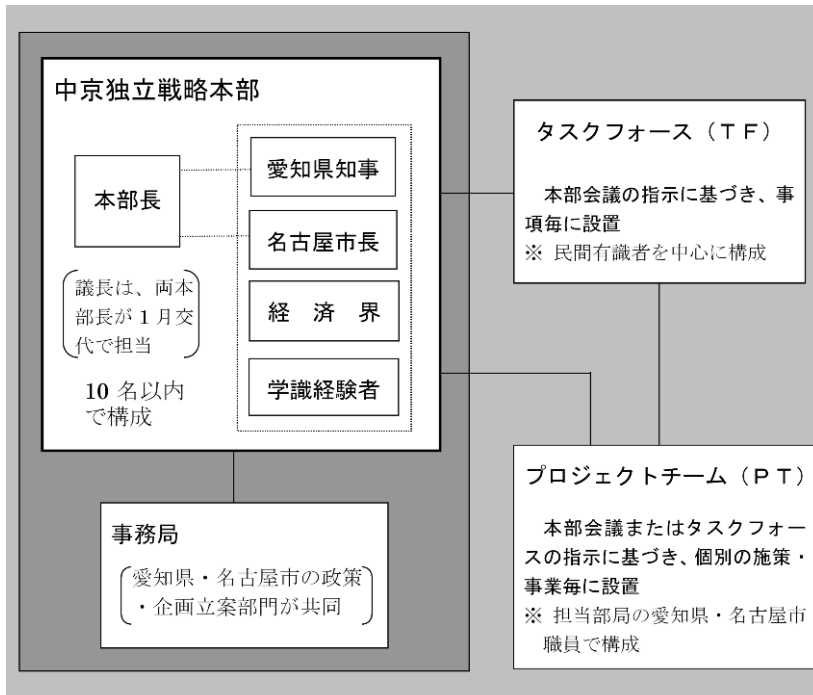 中京独立戦略本部
本部長
議長は、両本
部長が1月交
代で担当
10 名以内
で構成
愛知県知事
名古屋市長
経 済 界
学識経験者
事務局
愛知県・名古屋市の政策
・企画立案部門が共同
タスクフォース（ＴＦ）
本部会議の指示に基づき、事
項毎に設置
※ 民間有識者を中心に構成
プロジェクトチーム（ＰＴ）
本部会議またはタスクフォー
スの指示に基づき、個別の施策・
事業毎に設置
※ 担当部局の愛知県・名古屋市
職員で構成